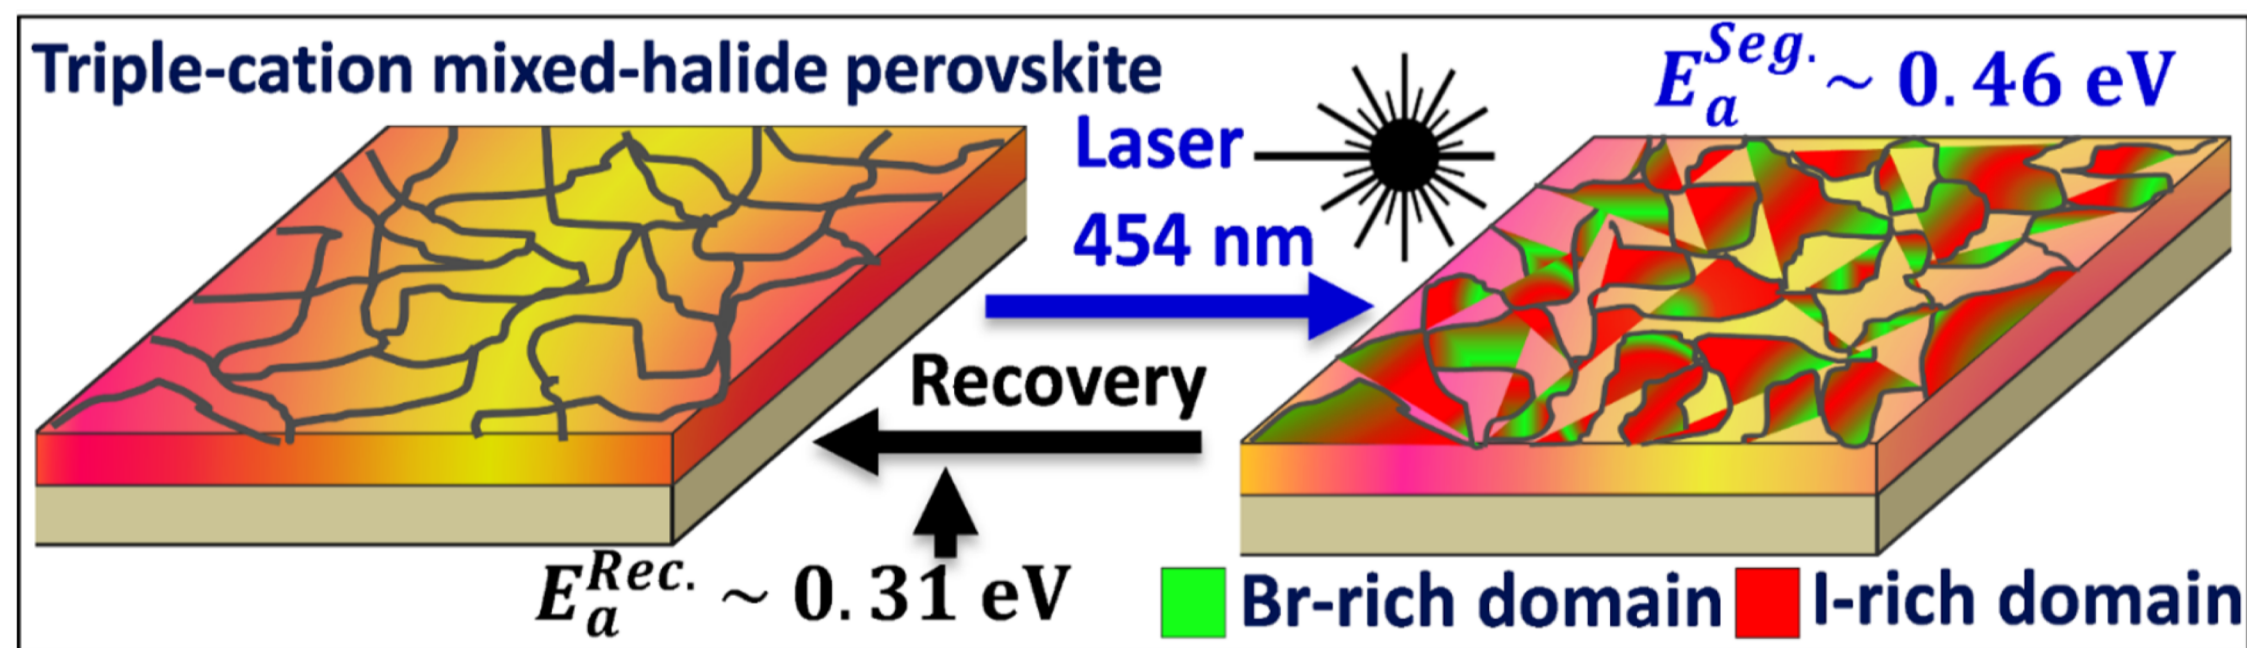 Triple-cation mixed-halide perovskite
Laser
454 nm
E_a^{Seg.} ~ 0.46 eV
Recovery
E_a^{Rec.} ~ 0.31 eV
Br-rich domain
I-rich domain